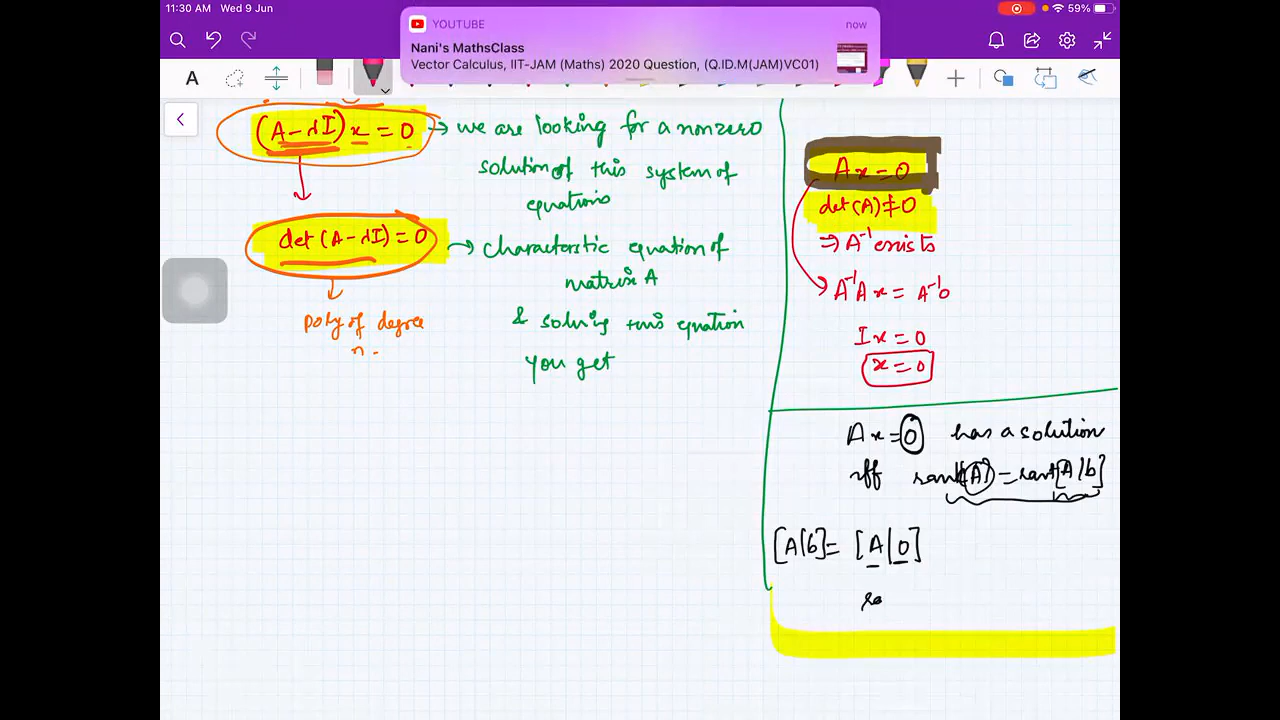 11:30 AM Wed 9 Jun
59%
YOUTUBE
now
Nani's MathsClass
Vector Calculus, IIT-JAM (Maths) 2020 Question, (Q.ID.M(JAM)VC01)
A
(A-λI)x=0 → we are looking for a nonzero
solution of this system of
equations
det (A-λI)=0 → characterstic equation of
matrix A
poly of degree
n
& solving this equation
you get
Ax=0
det(A)≠0
⇒ A⁻¹ exists
A⁻¹Ax = A⁻¹0
Ix=0
x=0
Ax=0 has a solution
iff rank(A)=rank[A|b]
[A|b]= [A|0]